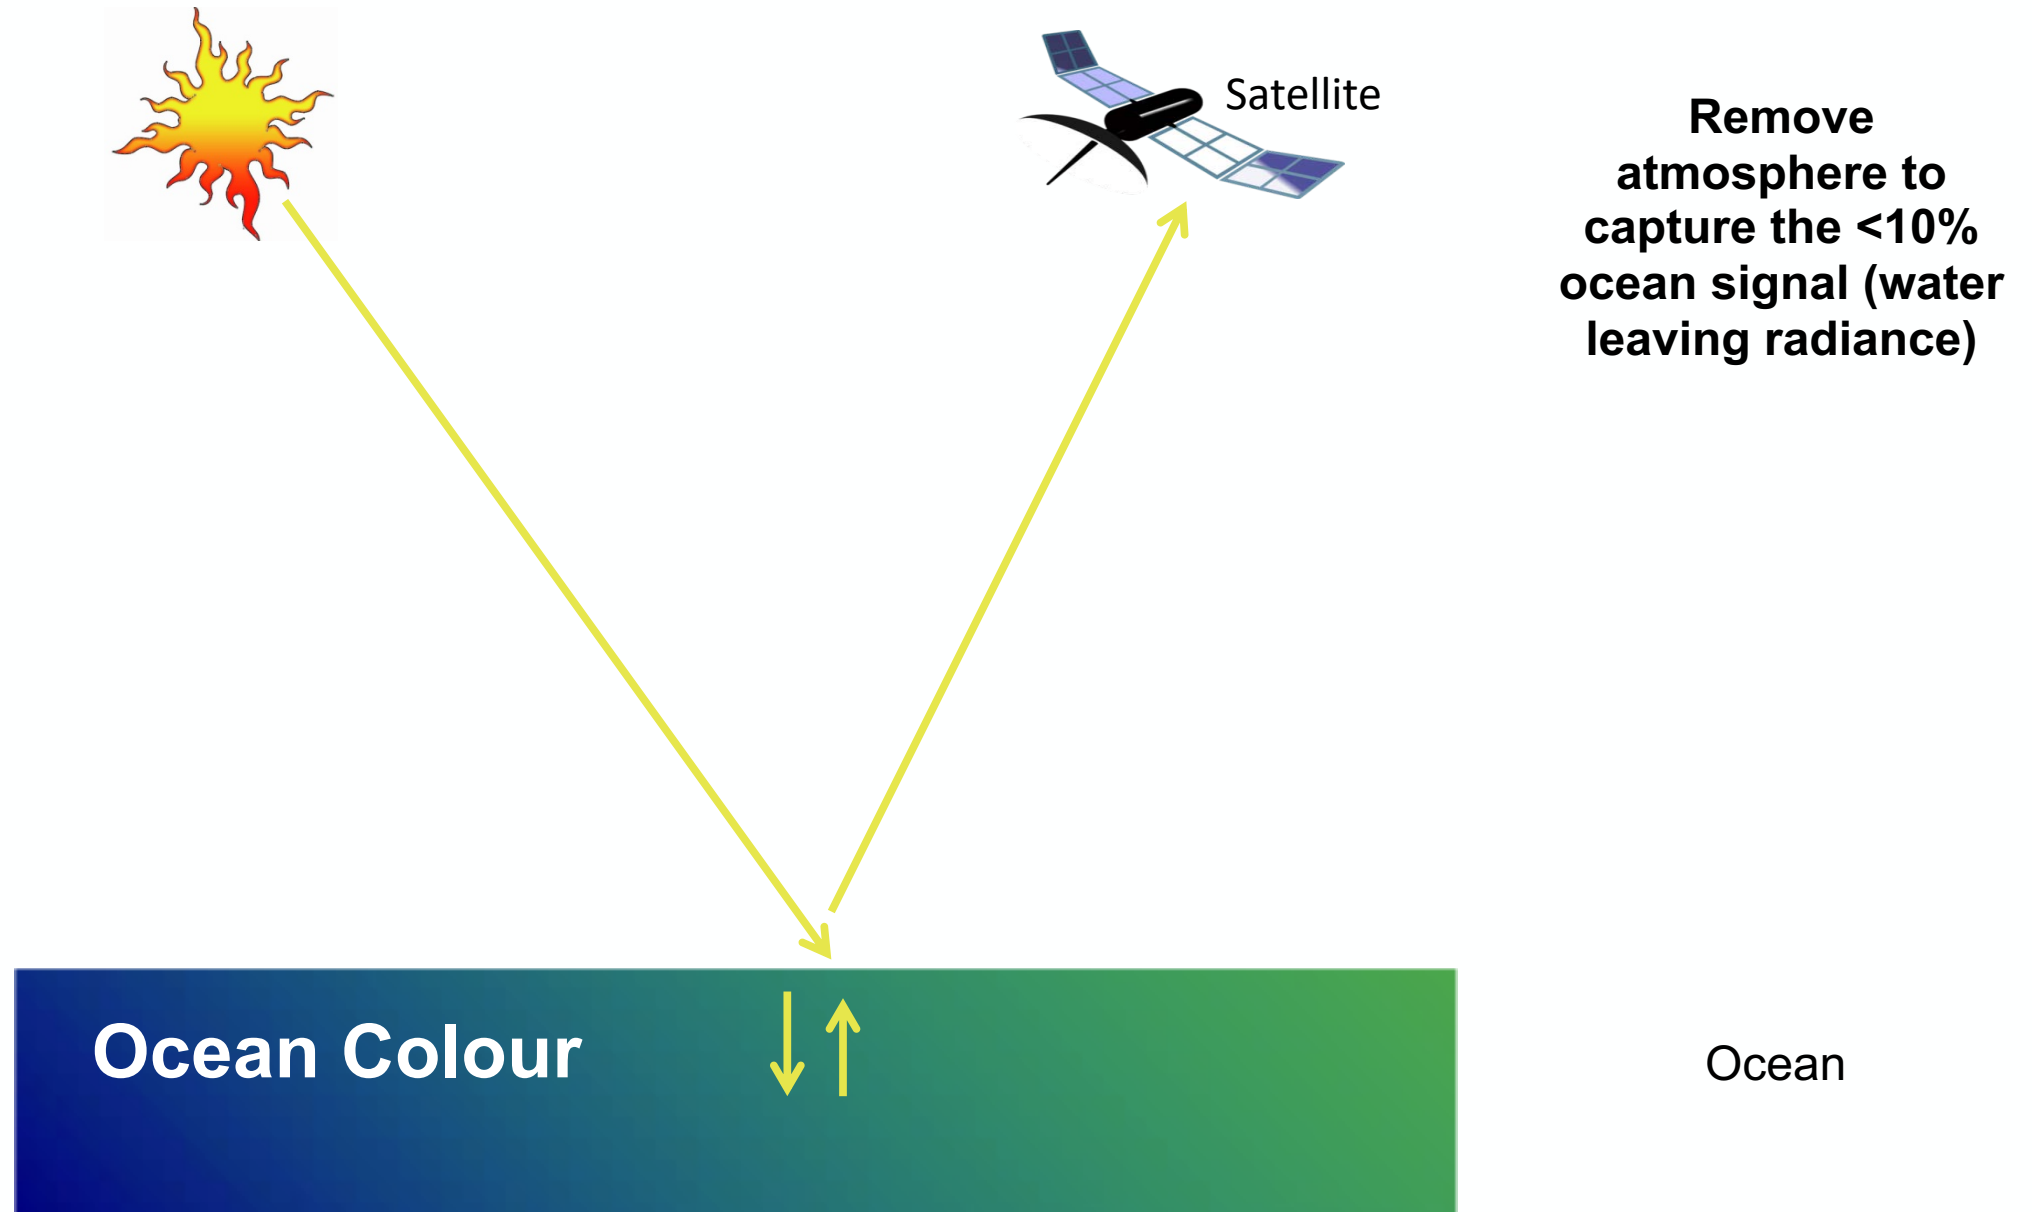 Satellite
Remove
atmosphere to
capture the <10%
ocean signal (water
leaving radiance)
Ocean Colour
Ocean